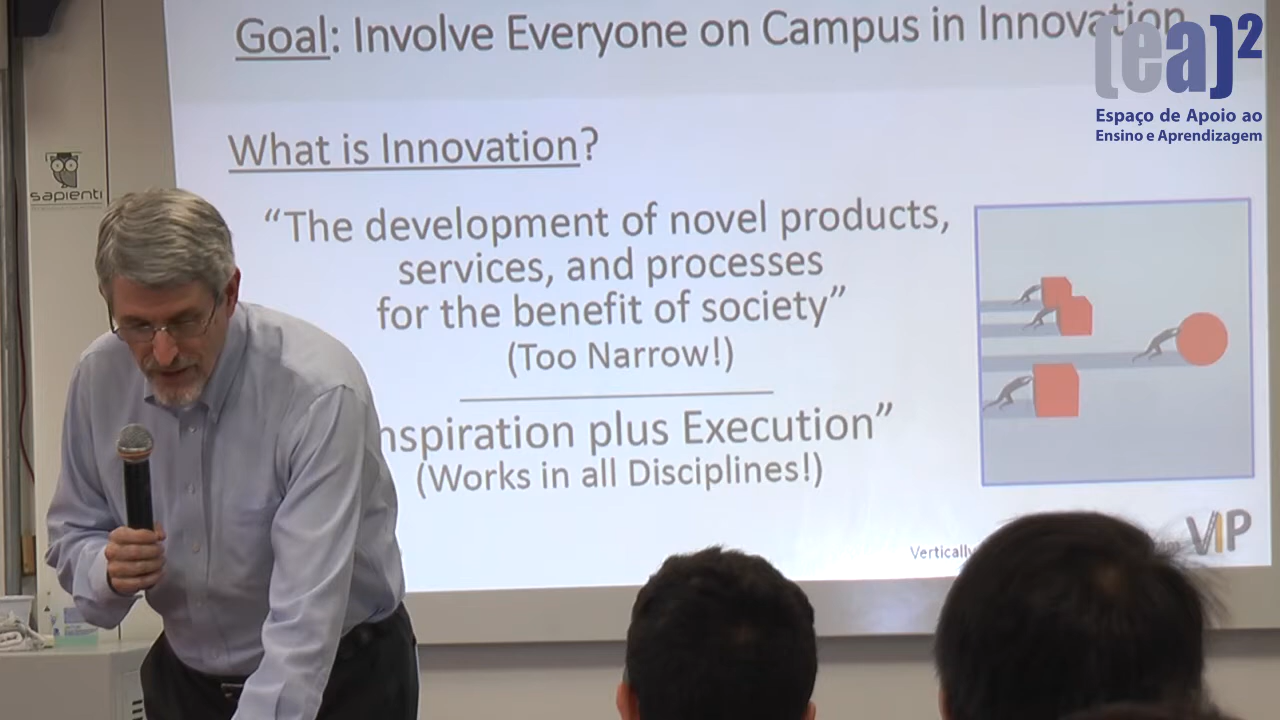 Goal: Involve Everyone on Campus in Innovation
(ea)²
Espaço de Apoio ao
Ensino e Aprendizagem
What is Innovation?
sapienti
“The development of novel products,
services, and processes
for the benefit of society”
(Too Narrow!)
nspiration plus Execution”
(Works in all Disciplines!)
Vertically
VIP